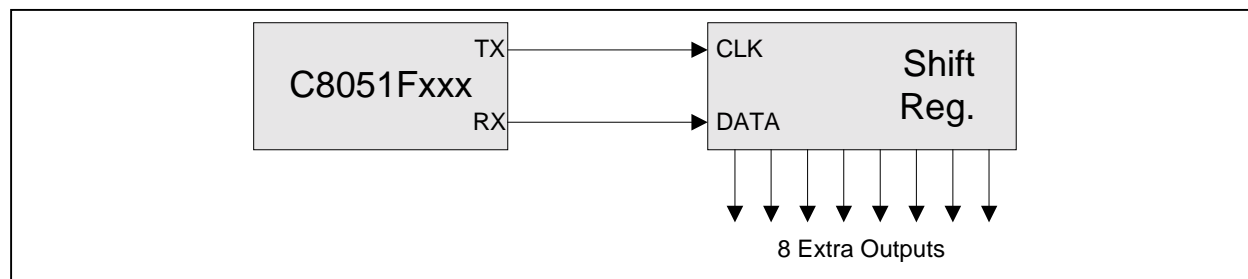 TX
CLK
C8051Fxxx
Shift
Reg.
RX
DATA
8 Extra Outputs